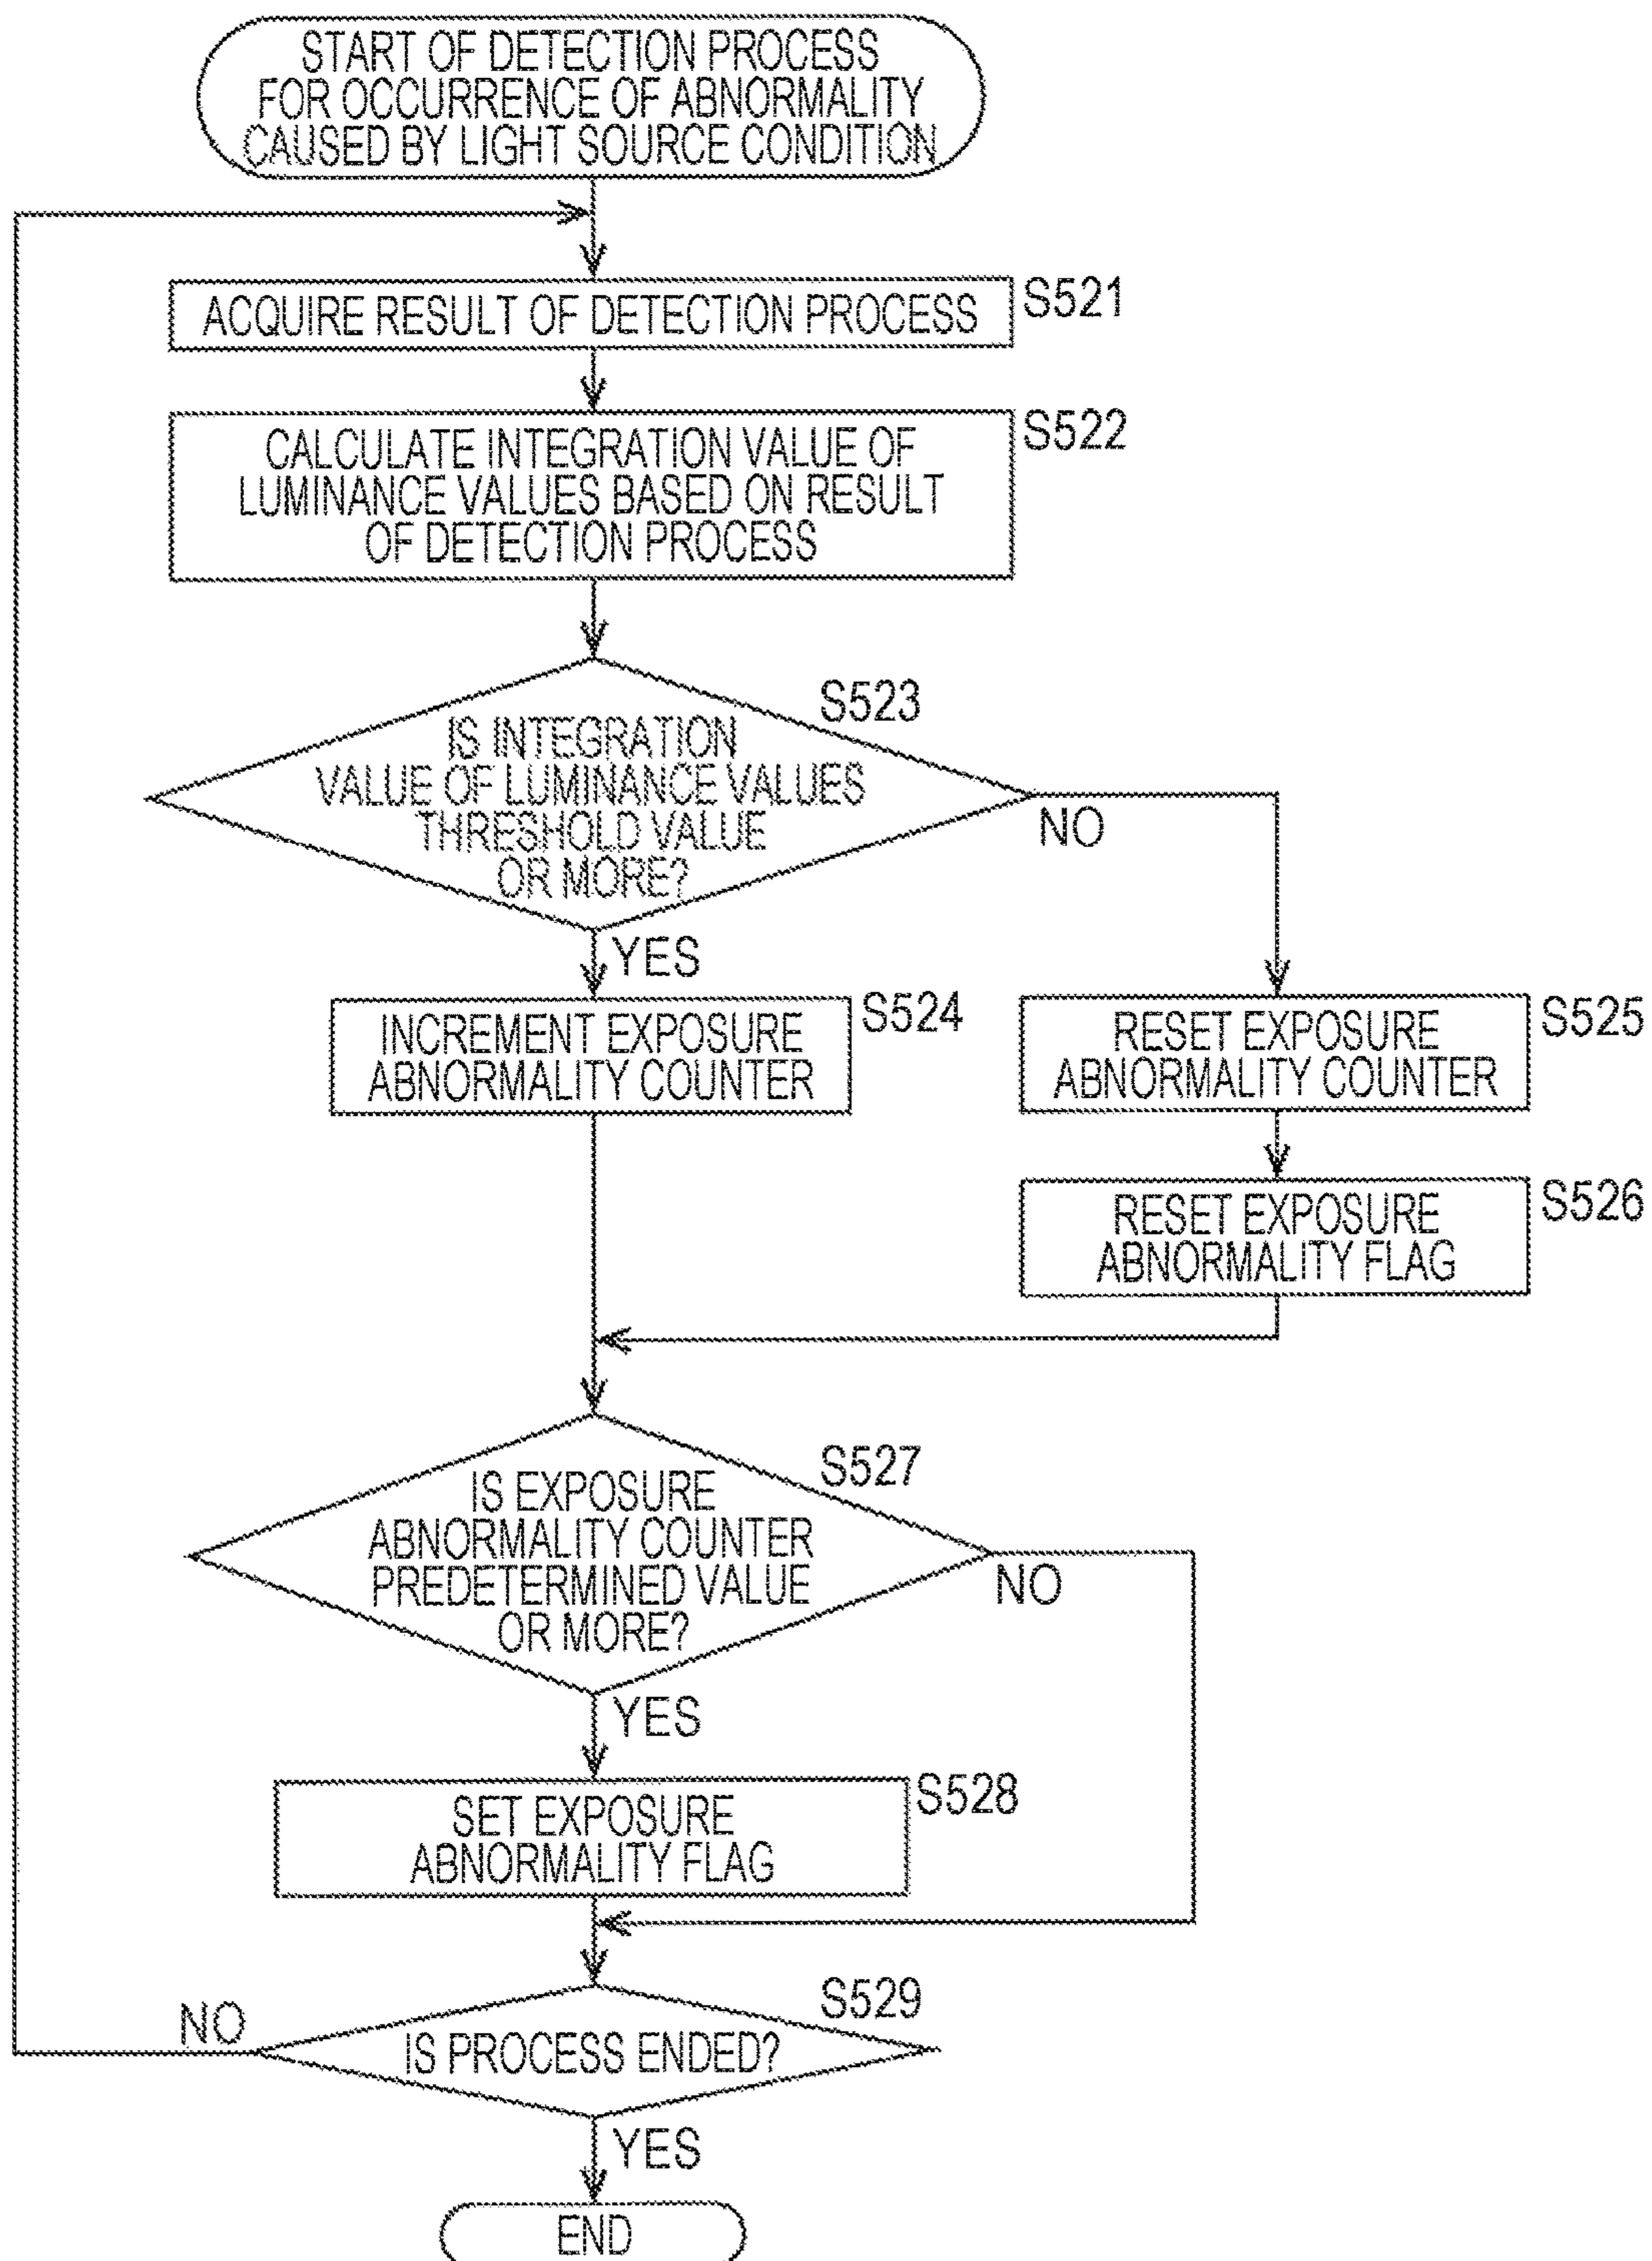 START OF DETECTION PROCESS
FOR OCCURRENCE OF ABNORMALITY
CAUSED BY LIGHT SOURCE CONDITION
ACQUIRE RESULT OF DETECTION PROCESS
S521
CALCULATE INTEGRATION VALUE OF
LUMINANCE VALUES BASED ON RESULT
OF DETECTION PROCESS
S522
S523
IS INTEGRATION
VALUE OF LUMINANCE VALUES
THRESHOLD VALUE
OR MORE?
NO
YES
INCREMENT EXPOSURE
ABNORMALITY COUNTER
S524
RESET EXPOSURE
ABNORMALITY COUNTER
S525
RESET EXPOSURE
ABNORMALITY FLAG
S526
S527
IS EXPOSURE
ABNORMALITY COUNTER
PREDETERMINED VALUE
OR MORE?
NO
YES
SET EXPOSURE
ABNORMALITY FLAG
S528
S529
NO
IS PROCESS ENDED?
YES
END